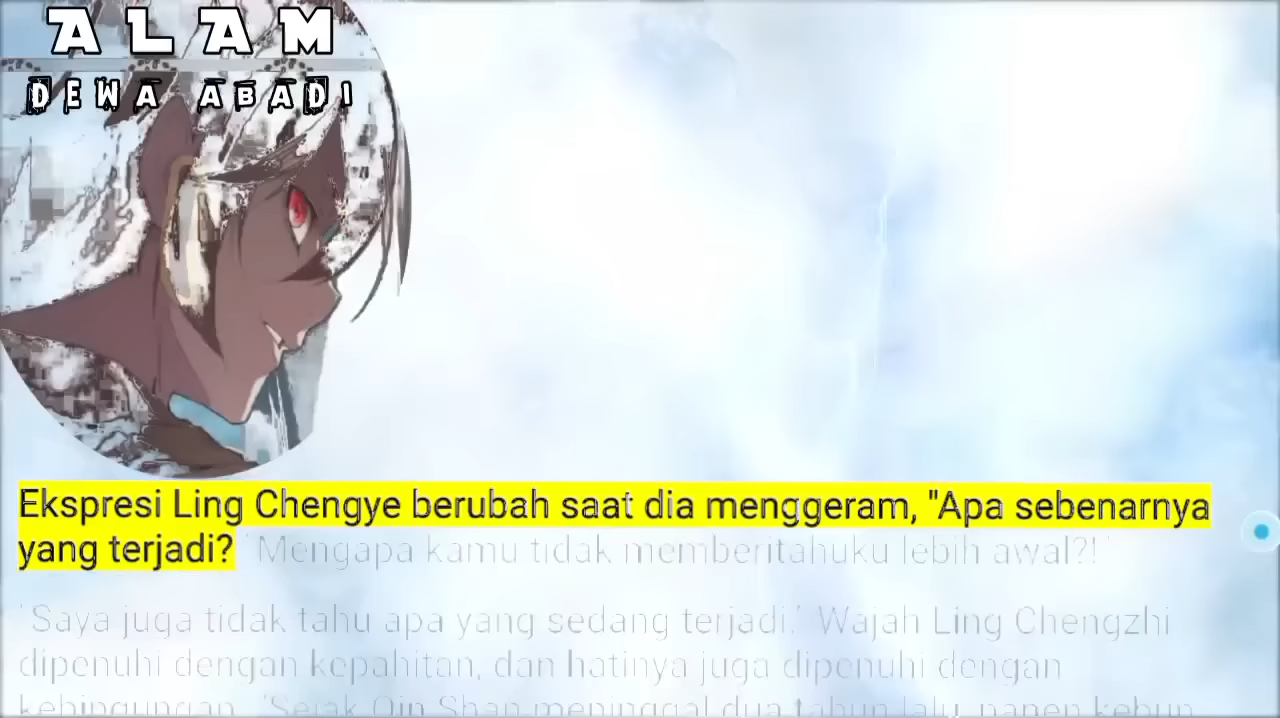 ALAM
DEWA ABADI
Ekspresi Ling Chengye berubah saat dia menggeram, "Apa sebenarnya
yang terjadi? "Mengapa kamu tidak memberitahuku lebih awal?!"
"Saya juga tidak tahu apa yang sedang terjadi." Wajah Ling Chengzhi
dipenuhi dengan kepahitan, dan hatinya juga dipenuhi dengan
kebingungan. "Sejak Qin Shan meninggal dua tahun lalu, panen kebun